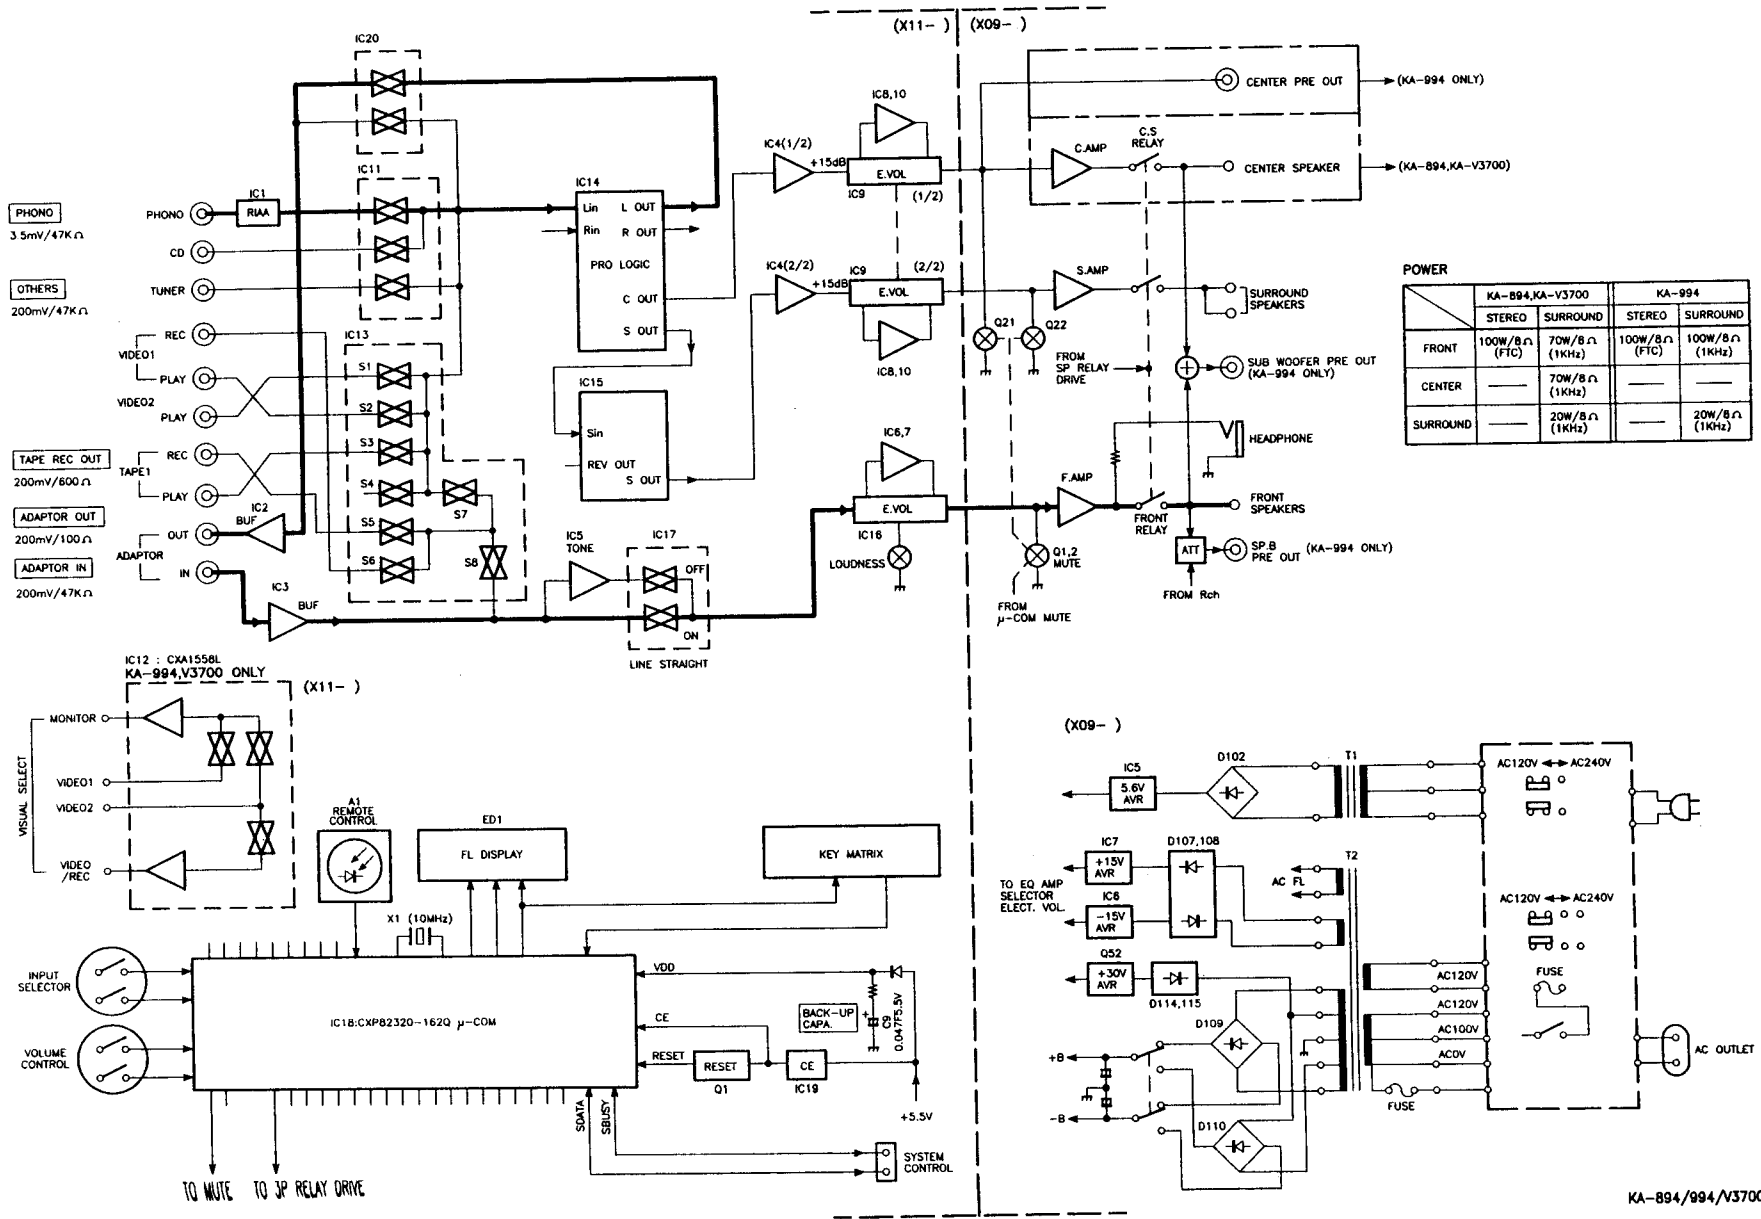 (X11- )
(X09- )
IC20
CENTER PRE OUT
(KA-994 ONLY)
IC8,10
C.S
RELAY
IC4(1/2)
+15dB
C.AMP
CENTER SPEAKER
(KA-894,KA-V3700)
E.VOL
IC9
(1/2)
IC11
IC14
IC1
PHONO
3.5mV/47KΩ
PHONO
RIAA
Lin
L OUT
Rin
R OUT
CD
PRO LOGIC
OTHERS
200mV/47KΩ
TUNER
C OUT
S OUT
IC4(2/2)
+15dB
IC9
(2/2)
E.VOL
S.AMP
SURROUND
SPEAKERS
IC8,10
Q21
Q22
REC
VIDEO1
PLAY
VIDEO2
PLAY
IC13
S1
S2
S3
S4
S5
S6
S7
S8
FROM
SP RELAY
DRIVE
SUB WOOFER PRE OUT
(KA-994 ONLY)
POWER
KA-894,KA-V3700
KA-994
STEREO
SURROUND
STEREO
SURROUND
FRONT
100W/8Ω
(FTC)
70W/8Ω
(1KHz)
100W/8Ω
(FTC)
100W/8Ω
(1KHz)
CENTER
70W/8Ω
(1KHz)
SURROUND
20W/8Ω
(1KHz)
20W/8Ω
(1KHz)
IC15
Sin
REV OUT
S OUT
TAPE REC OUT
200mV/600Ω
REC
TAPE1
PLAY
ADAPTOR OUT
200mV/100Ω
OUT
BUF
IC2
ADAPTOR
IN
ADAPTOR IN
200mV/47KΩ
IC3
BUF
IC5
TONE
IC17
OFF
ON
LINE STRAIGHT
IC6,7
E.VOL
IC16
LOUDNESS
F.AMP
Q1,2
MUTE
FROM
μ-COM MUTE
HEADPHONE
FRONT
RELAY
FRONT
SPEAKERS
ATT
SP.B
PRE OUT
(KA-994 ONLY)
FROM Rch
IC12 : CXA1558L
KA-994,V3700 ONLY
(X11- )
VISUAL SELECT
MONITOR
VIDEO1
VIDEO2
VIDEO
/REC
A1
REMOTE
CONTROL
ED1
FL DISPLAY
KEY MATRIX
X1 (10MHz)
INPUT
SELECTOR
VOLUME
CONTROL
IC18:CXP82320-162Q μ-COM
VDD
CE
RESET
BACK-UP
CAPA.
+
C9
0.047F5.5V
RESET
Q1
CE
IC19
+5.5V
SDATA
SBUSY
SYSTEM
CONTROL
TO MUTE
TO JP RELAY DRIVE
(X09- )
IC5
5.6V
AVR
D102
T1
AC120V
AC240V
IC7
+15V
AVR
D107,108
T2
TO EQ AMP
SELECTOR
ELECT. VOL.
AC FL
IC6
-15V
AVR
AC120V
AC240V
Q52
+30V
AVR
D114,115
AC120V
FUSE
AC120V
D109
+B
AC100V
AC0V
AC OUTLET
-B
D110
FUSE
KA-894/994/V3700